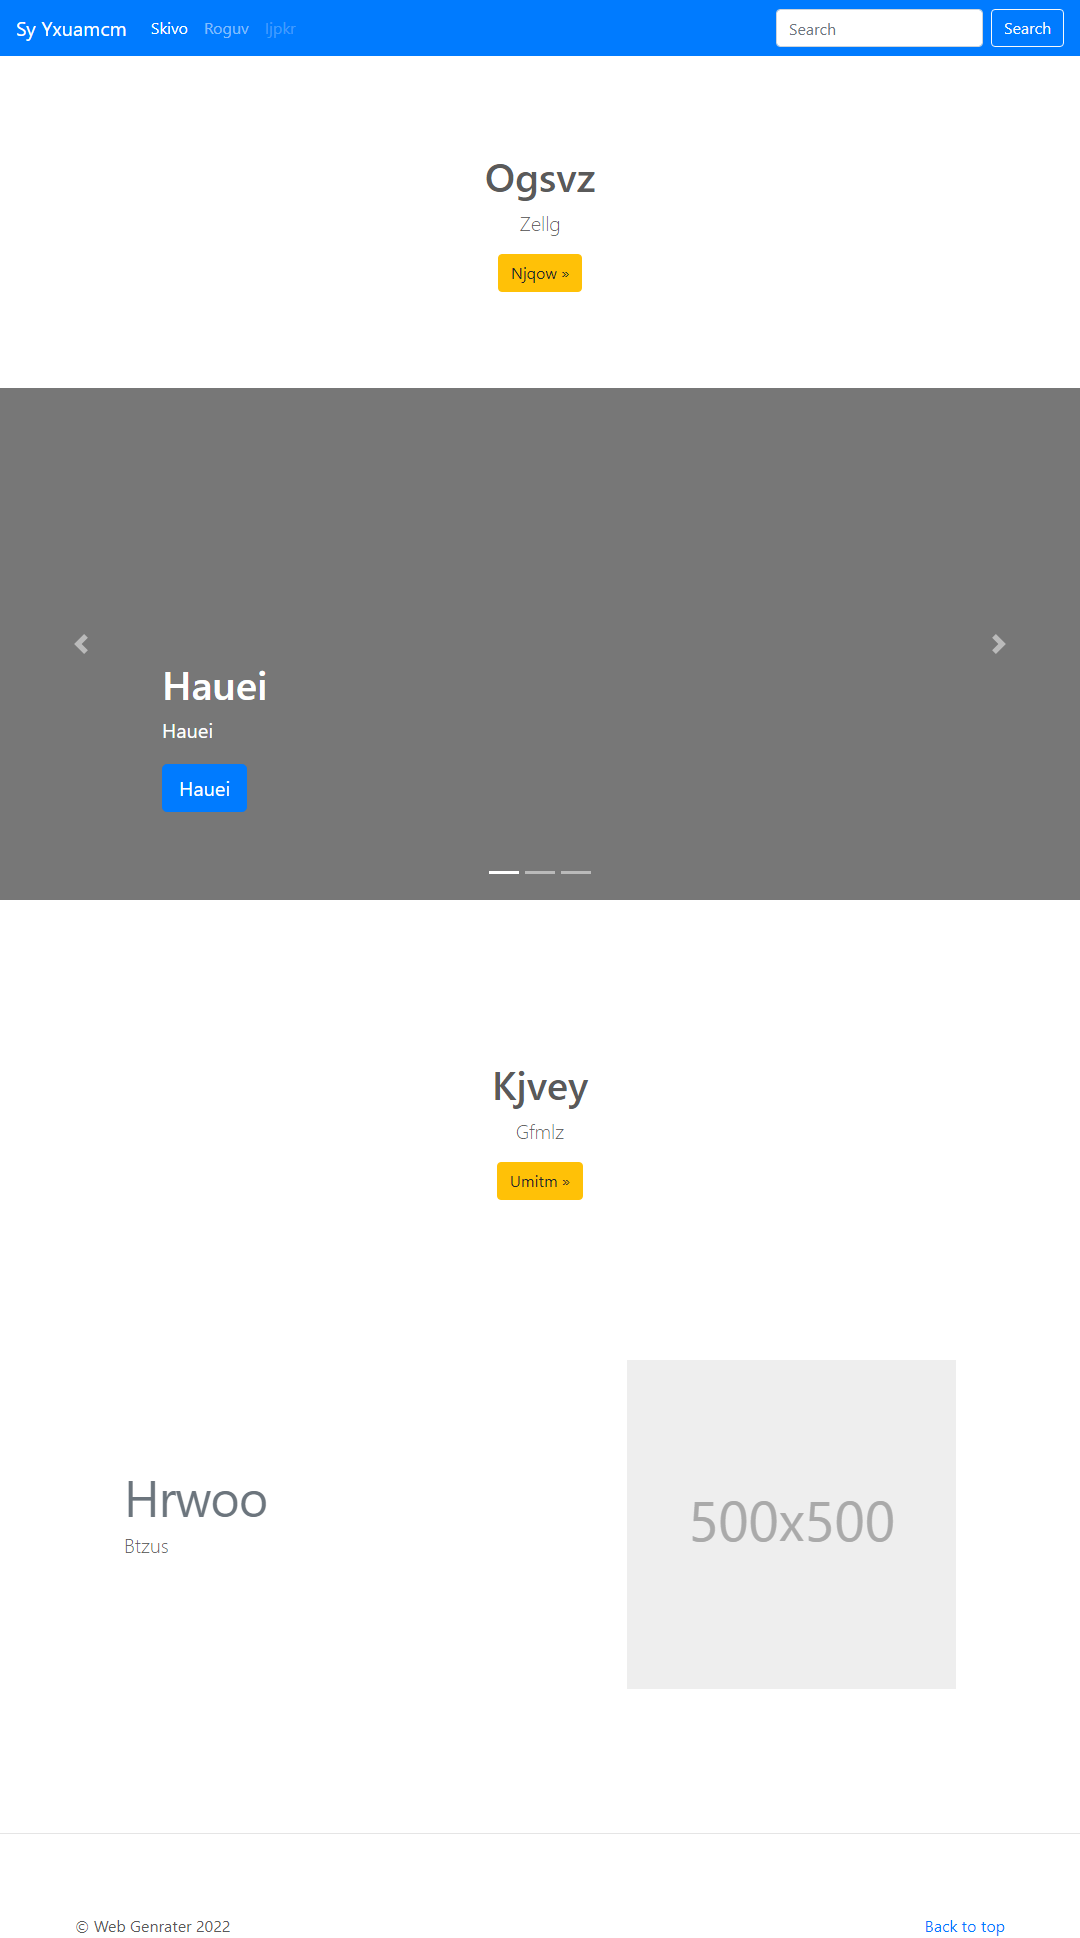 Sy Yxuamcm Skivo Roguv Ijpkr Search Search
Ogsvz
Zellg
Njqow »
Hauei
Hauei
Hauei
Kjvey
Gfmlz
Umitm »
Hrwoo
Btzus
500x500
© Web Genrater 2022 Back to top